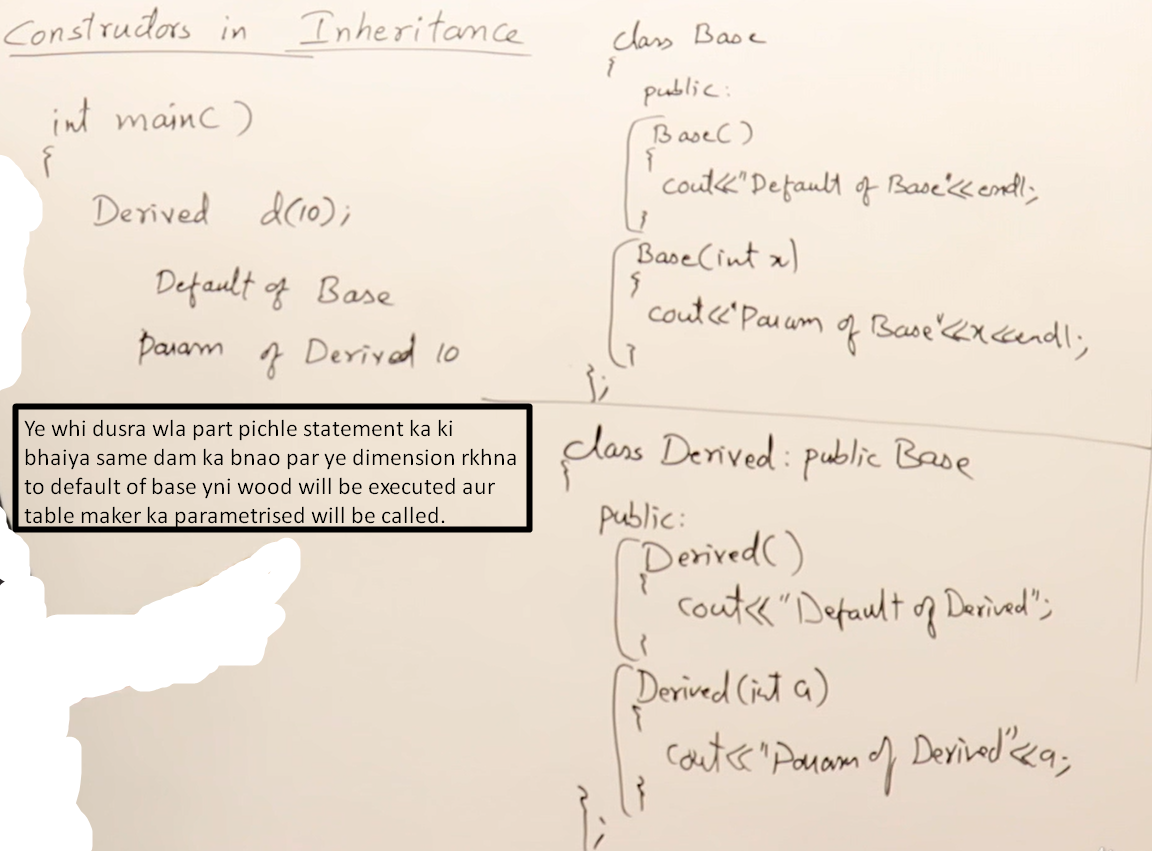 Constructors in Inheritance
int main()
{
Derived d(10);
Default of Base
Param of Derived 10
Ye whi dusra wla part pichle statement ka ki
bhaiya same dam ka bnao par ye dimension rkhna
to default of base yni wood will be executed aur
table maker ka parametrised will be called.
class Base
{
public:
Base()
{
cout<<"Default of Base"<<endl;
}
Base(int x)
{
cout<<"Param of Base"<<x<<endl;
}
};
class Derived: public Base
{
public:
Derived()
{
cout<<"Default of Derived";
}
Derived(int a)
{
cout<<"Param of Derived"<<a;
}
};